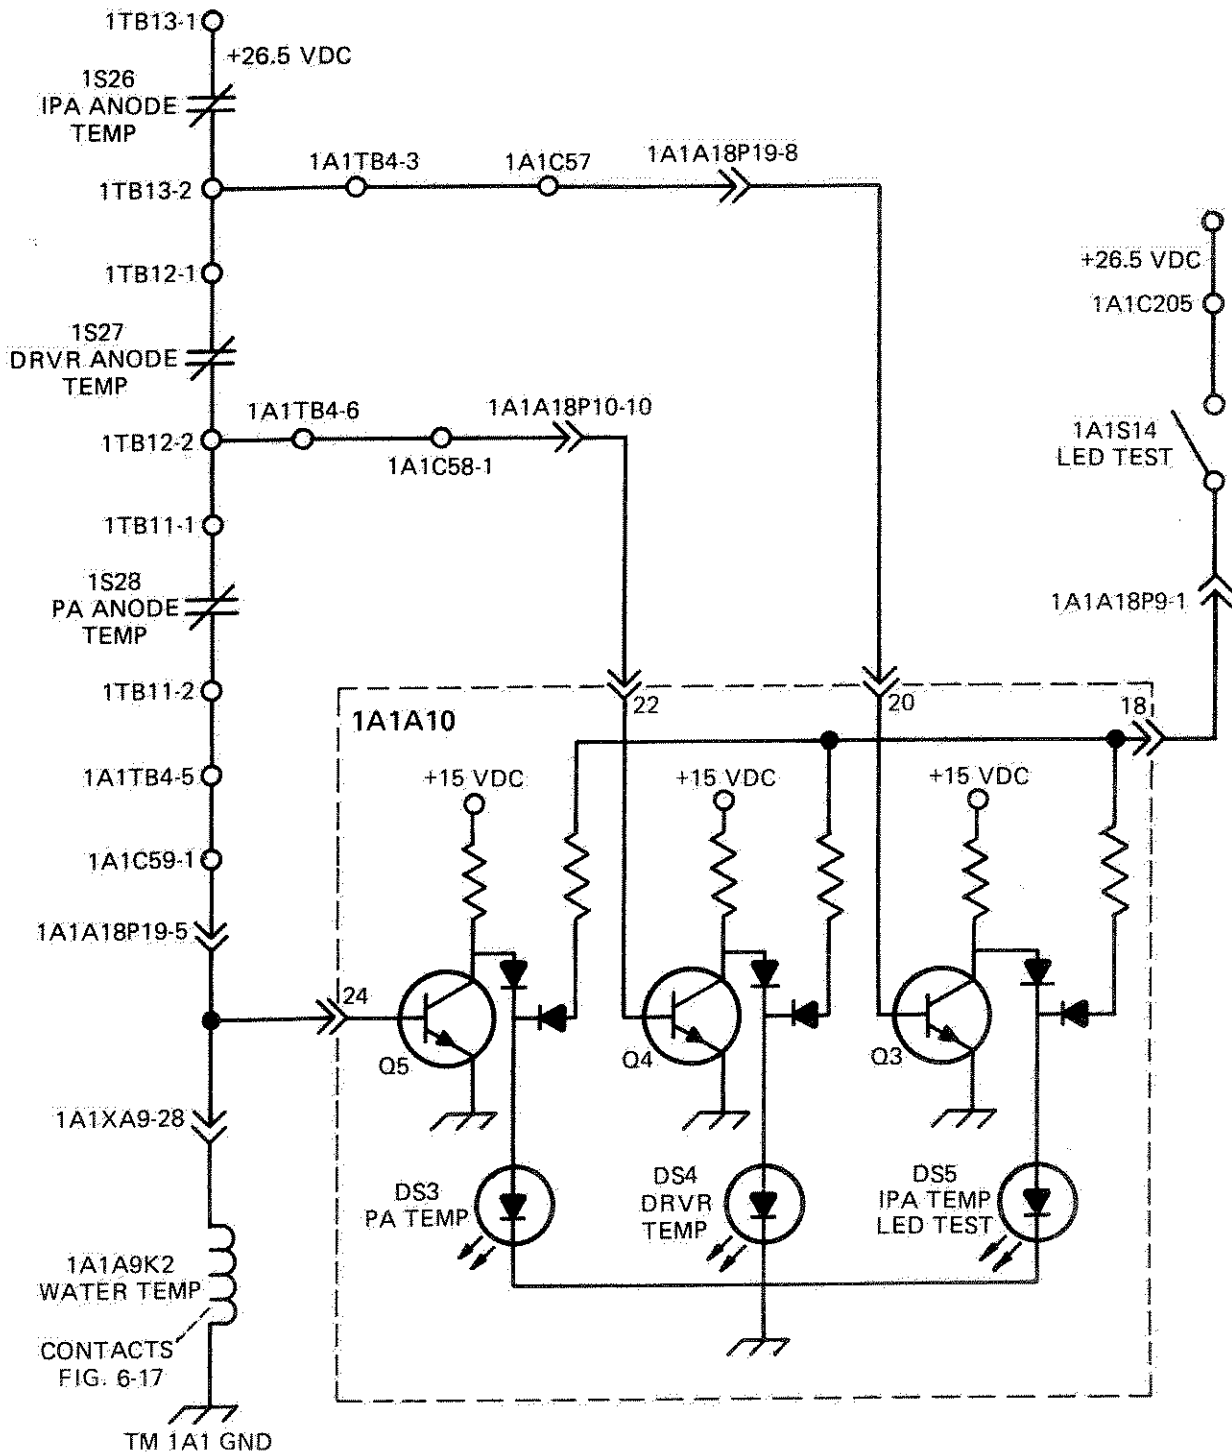 1TB13-1
+26.5 VDC
1S26
IPA ANODE
TEMP
1TB13-2
1A1TB4-3
1A1C57
1A1A18P19-8
1TB12-1
+26.5 VDC
1A1C205
1S27
DRVR ANODE
TEMP
1TB12-2
1A1TB4-6
1A1C58-1
1A1A18P10-10
1A1S14
LED TEST
1TB11-1
1S28
PA ANODE
TEMP
1A1A18P9-1
1TB11-2
1A1A10
22
20
18
1A1TB4-5
+15 VDC
+15 VDC
+15 VDC
1A1C59-1
1A1A18P19-5
24
Q5
Q4
Q3
1A1XA9-28
DS3
PA TEMP
DS4
DRVR
TEMP
DS5
IPA TEMP
LED TEST
1A1A9K2
WATER TEMP
CONTACTS
FIG. 6-17
TM 1A1 GND